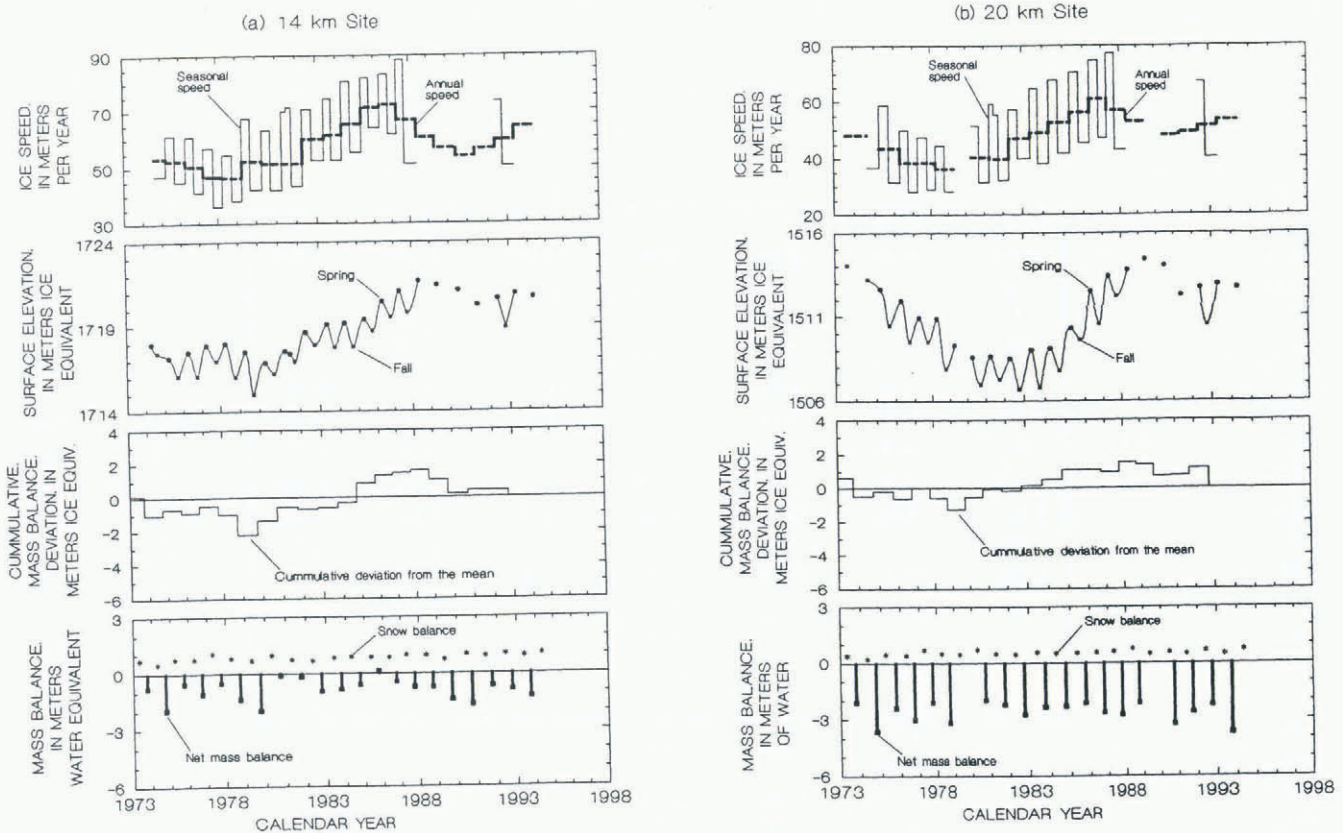 (a) 14 km Site
90
70
50
30
ICE SPEED,
IN METERS
PER YEAR
Seasonal
speed
Annual
speed
1724
1719
1714
SURFACE ELEVATION,
IN METERS ICE
EQUIVALENT
Spring
Fall
4
2
0
-2
-4
-6
CUMMULATIVE,
MASS BALANCE,
DEVIATION, IN
METERS ICE EQUIV.
Cummulative deviation from the mean
3
0
-3
-6
MASS BALANCE,
IN METERS
WATER EQUIVALENT
Snow balance
Net mass balance
1973 1978 1983 1988 1993 1998
CALENDAR YEAR
(b) 20 km Site
80
60
40
20
ICE SPEED,
IN METERS
PER YEAR
Seasonal
speed
Annual
speed
1516
1511
1506
SURFACE ELEVATION,
IN METERS ICE
EQUIVALENT
Spring
Fall
4
2
0
-2
-4
-6
CUMMULATIVE,
MASS BALANCE,
DEVIATION, IN
METERS ICE EQUIV.
Cummulative deviation from the mean
3
0
-3
-6
MASS BALANCE,
IN METERS
OF WATER
Snow balance
Net mass balance
1973 1978 1983 1988 1993 1998
CALENDAR YEAR